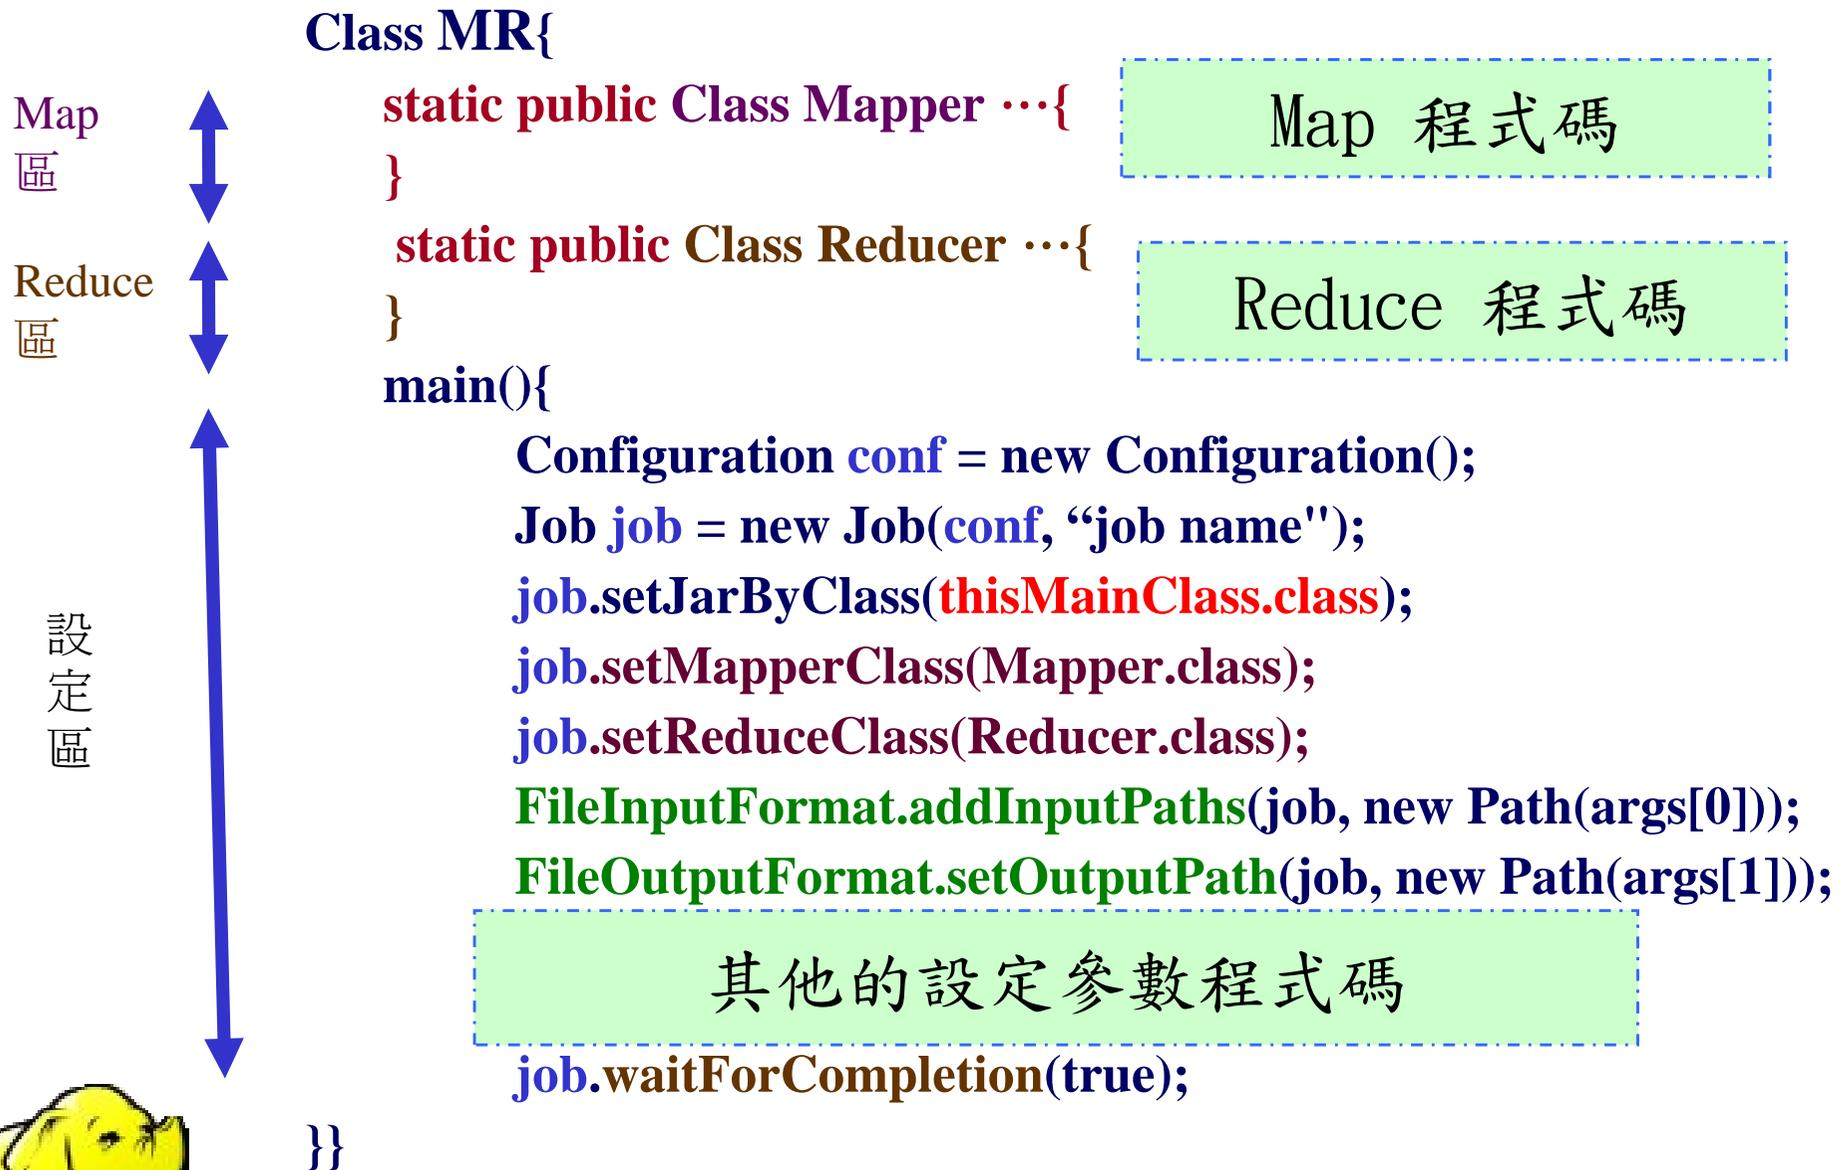 Class MR{
Map
區
static public Class Mapper ⋯{
}
Map 程式碼
Reduce
區
static public Class Reducer ⋯{
}
Reduce 程式碼
設
定
區
main(){
Configuration conf = new Configuration();
Job job = new Job(conf, “job name");
job.setJarByClass(thisMainClass.class);
job.setMapperClass(Mapper.class);
job.setReduceClass(Reducer.class);
FileInputFormat.addInputPaths(job, new Path(args[0]));
FileOutputFormat.setOutputPath(job, new Path(args[1]));
其他的設定參數程式碼
job.waitForCompletion(true);
}}